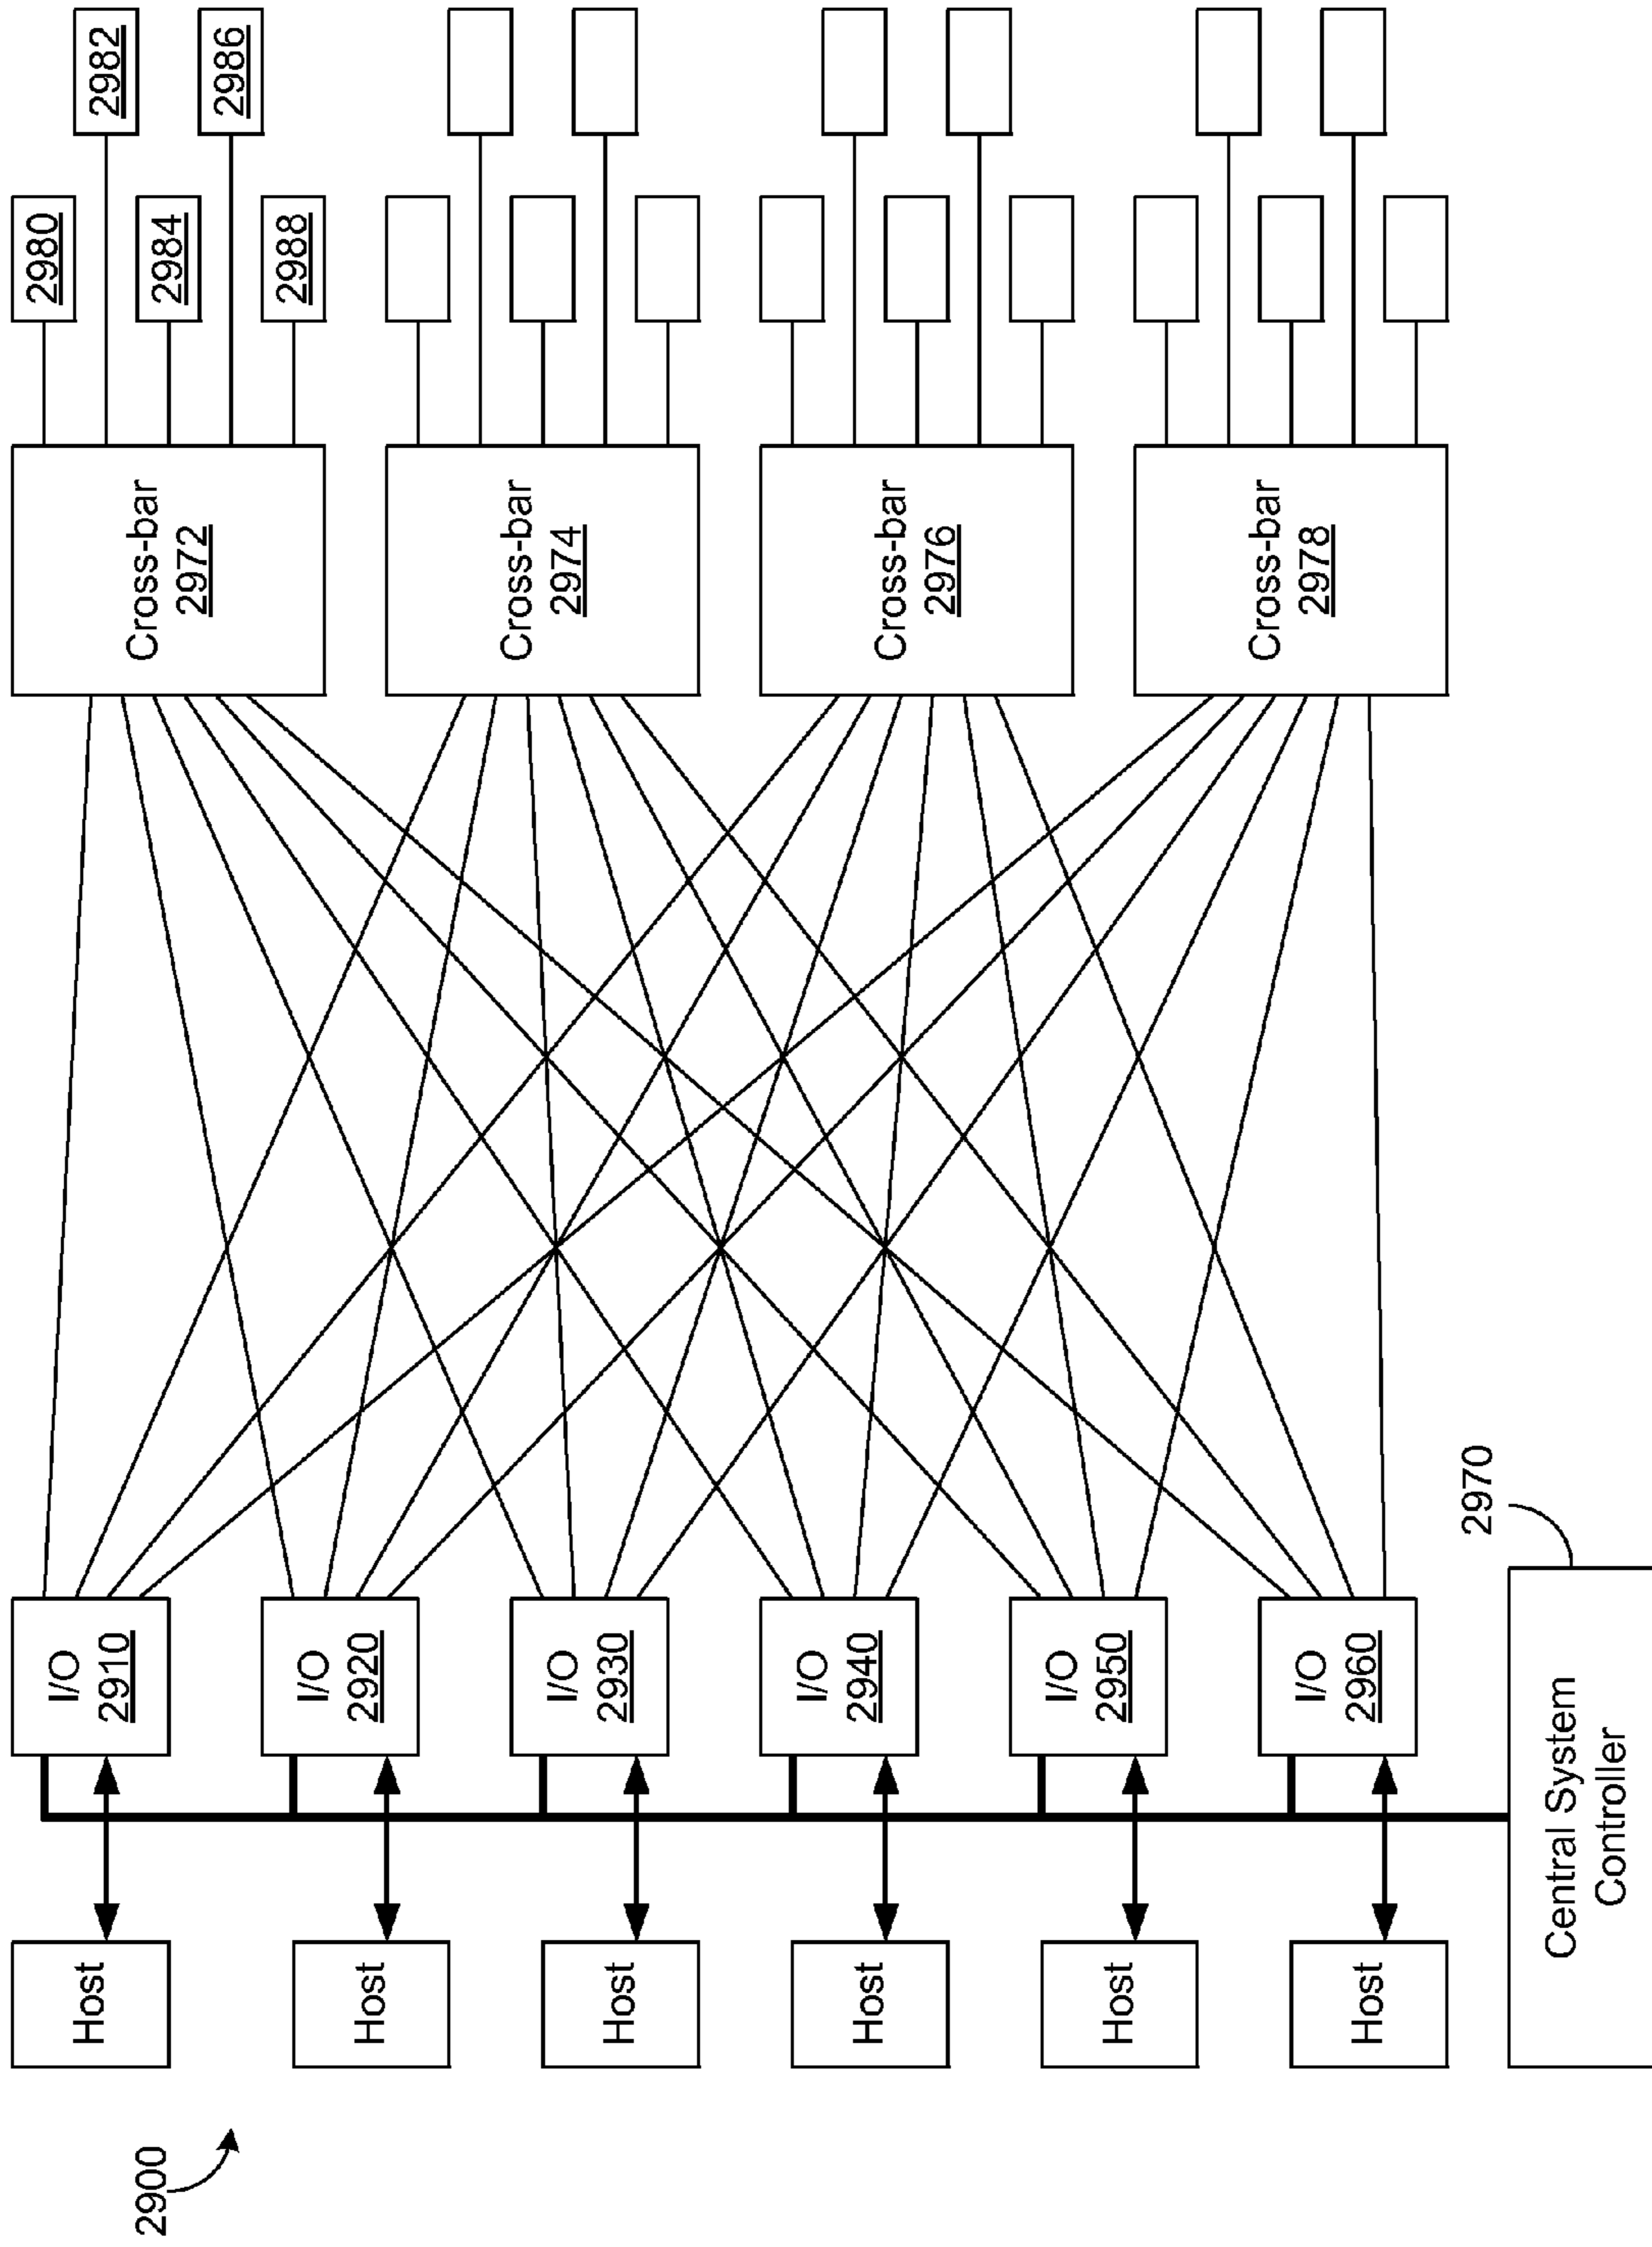 2900
Host
Host
Host
Host
Host
Host
I/O
2910
I/O
2920
I/O
2930
I/O
2940
I/O
2950
I/O
2960
Central System
Controller
2970
Cross-bar
2972
Cross-bar
2974
Cross-bar
2976
Cross-bar
2978
2980
2982
2984
2986
2988